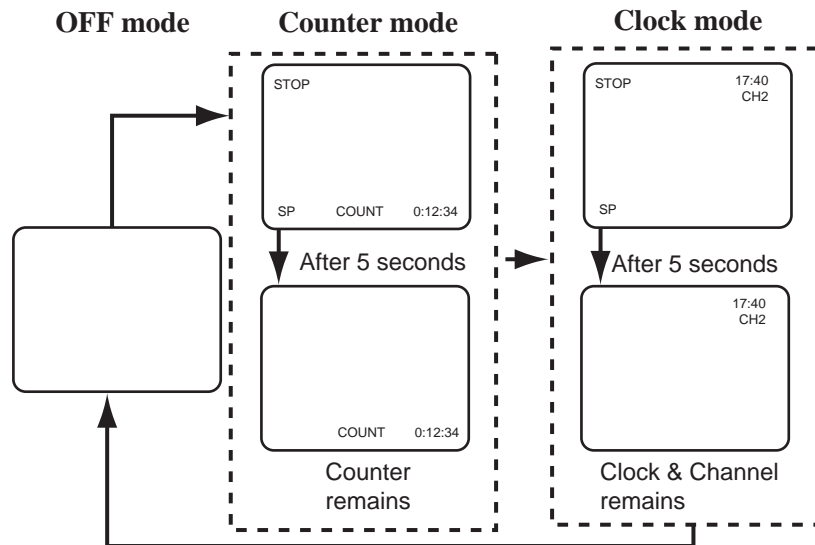 OFF mode
Counter mode
Clock mode
STOP
SP COUNT 0:12:34
After 5 seconds
COUNT 0:12:34
Counter
remains
STOP 17:40
CH2
SP
After 5 seconds
17:40
CH2
Clock & Channel
remains